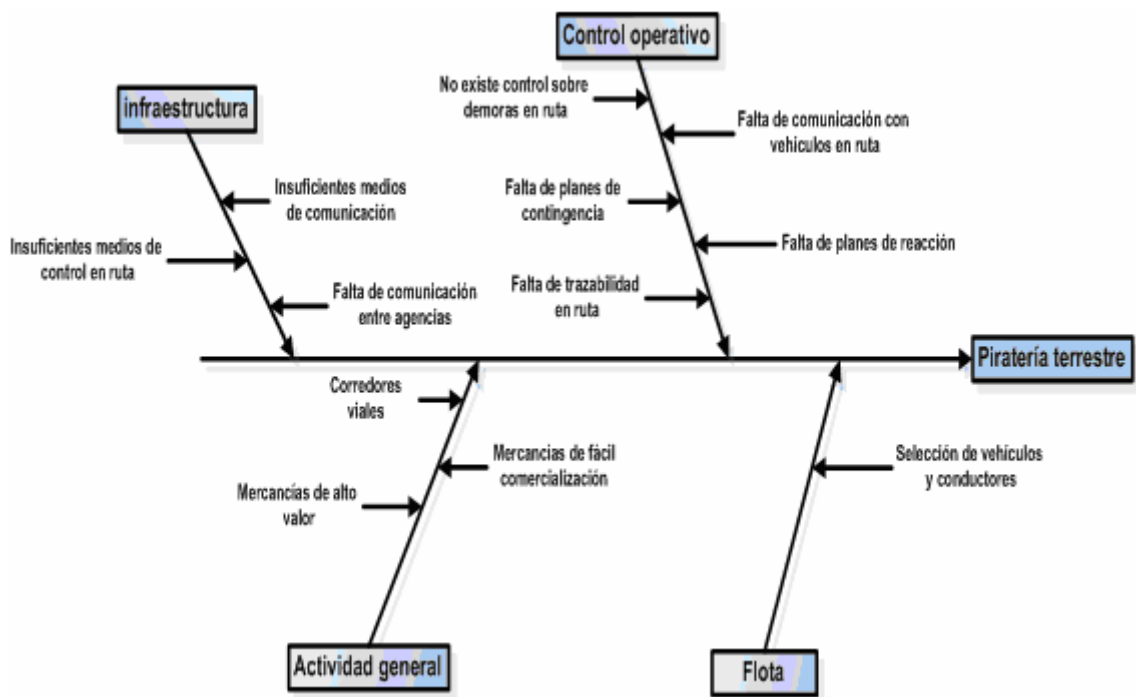 Control operativo
No existe control sobre
demoras en ruta
infraestructura
Falta de comunicación con
vehículos en ruta
Insuficientes medios
de comunicación
Falta de planes de
contingencia
Insuficientes medios de
control en ruta
Falta de planes de reacción
Falta de trazabilidad
en ruta
Falta de comunicación
entre agencias
Piratería terrestre
Corredores
viales
Mercancias de fácil
comercialización
Selección de vehículos
y conductores
Mercancías de alto
valor
Actividad general
Flota